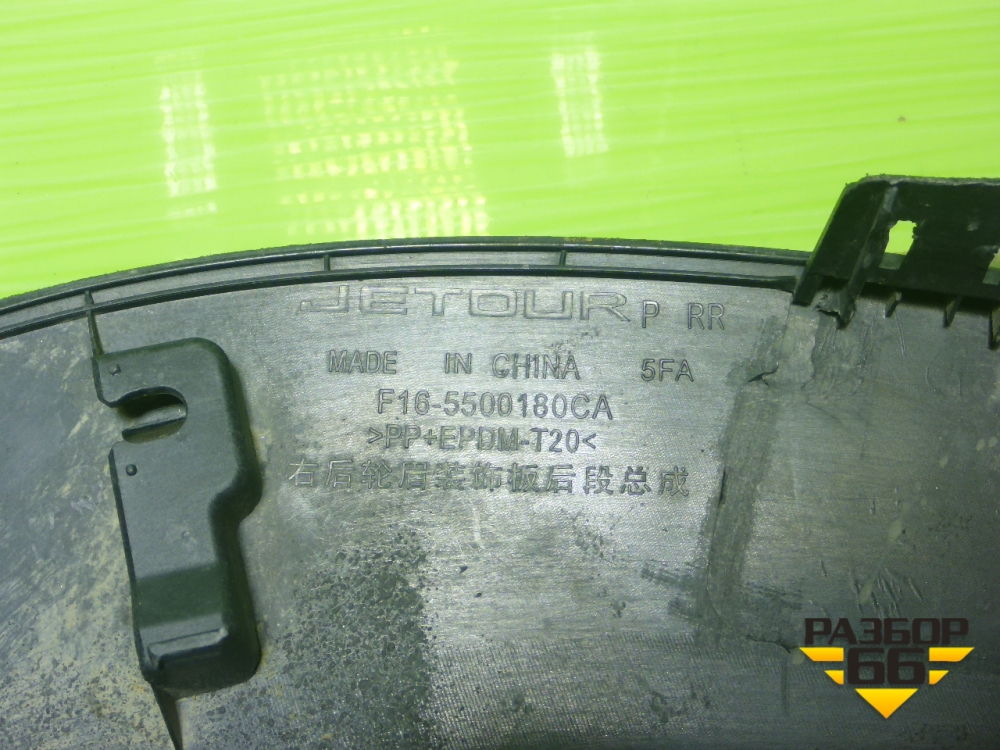 JETOUR P RR
MADE IN CHINA 5FA
F16-5500180CA
>PP+EPDM-T20<
右后轮眉装饰板后段总成
РАЗБОР
66